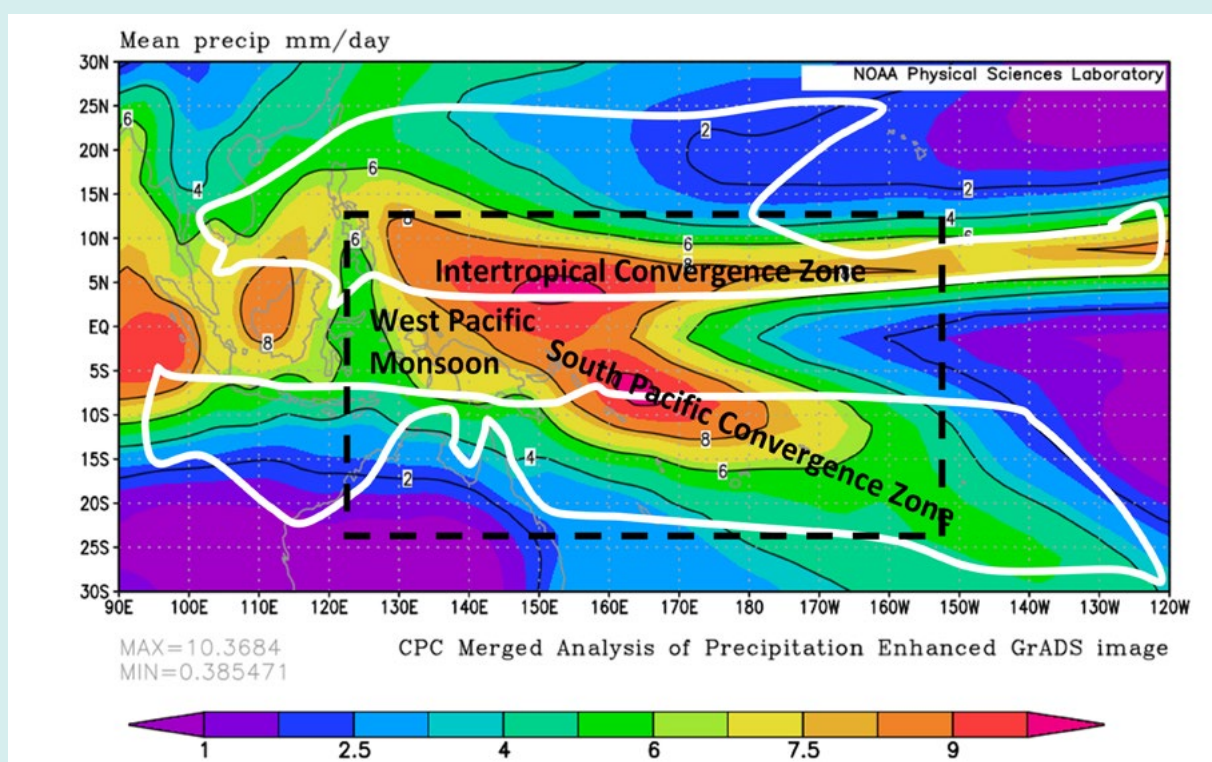 Mean precip mm/day
NOAA Physical Sciences Laboratory
30N
25N
20N
15N
10N
5N
EQ
5S
10S
15S
20S
25S
30S
6
4
6
2
2
8
6
6
8
4
6
8
8
4
2
8
6
Intertropical Convergence Zone
West Pacific
Monsoon
South Pacific Convergence Zone
90E 100E 110E 120E 130E 140E 150E 160E 170E 180 170W 160W 150W 140W 130W 120W
MAX=10.3684
MIN=0.385471
CPC Merged Analysis of Precipitation Enhanced GrADS image
1 2.5 4 6 7.5 9